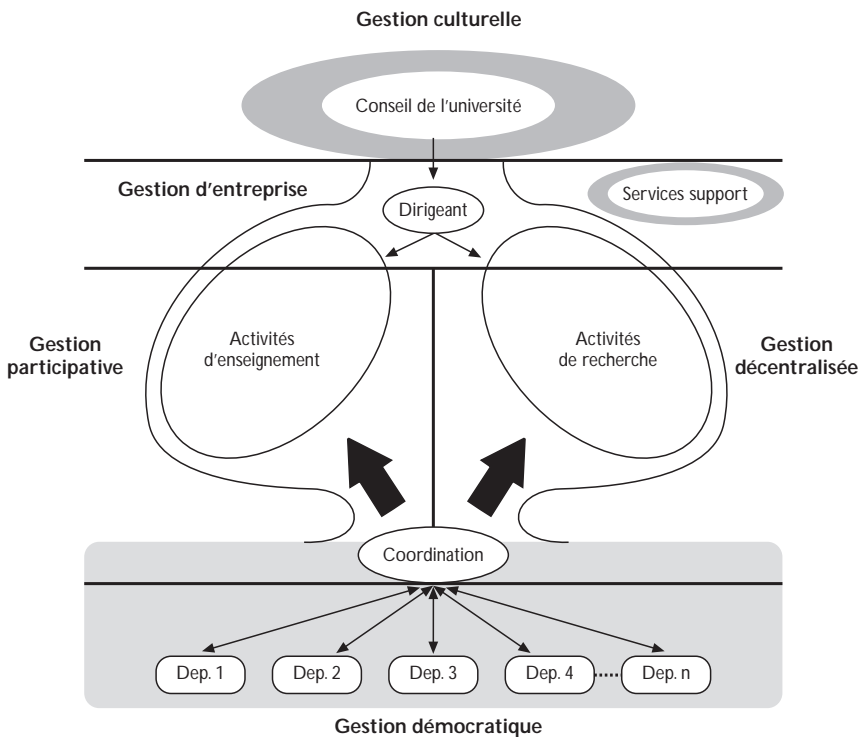 Gestion culturelle
Conseil de l'université
Gestion d'entreprise
Services support
Dirigeant
Activités
d'enseignement
Activités
de recherche
Gestion
participative
Gestion
décentralisée
Coordination
Dep. 1
Dep. 2
Dep. 3
Dep. 4
Dep. n
Gestion démocratique